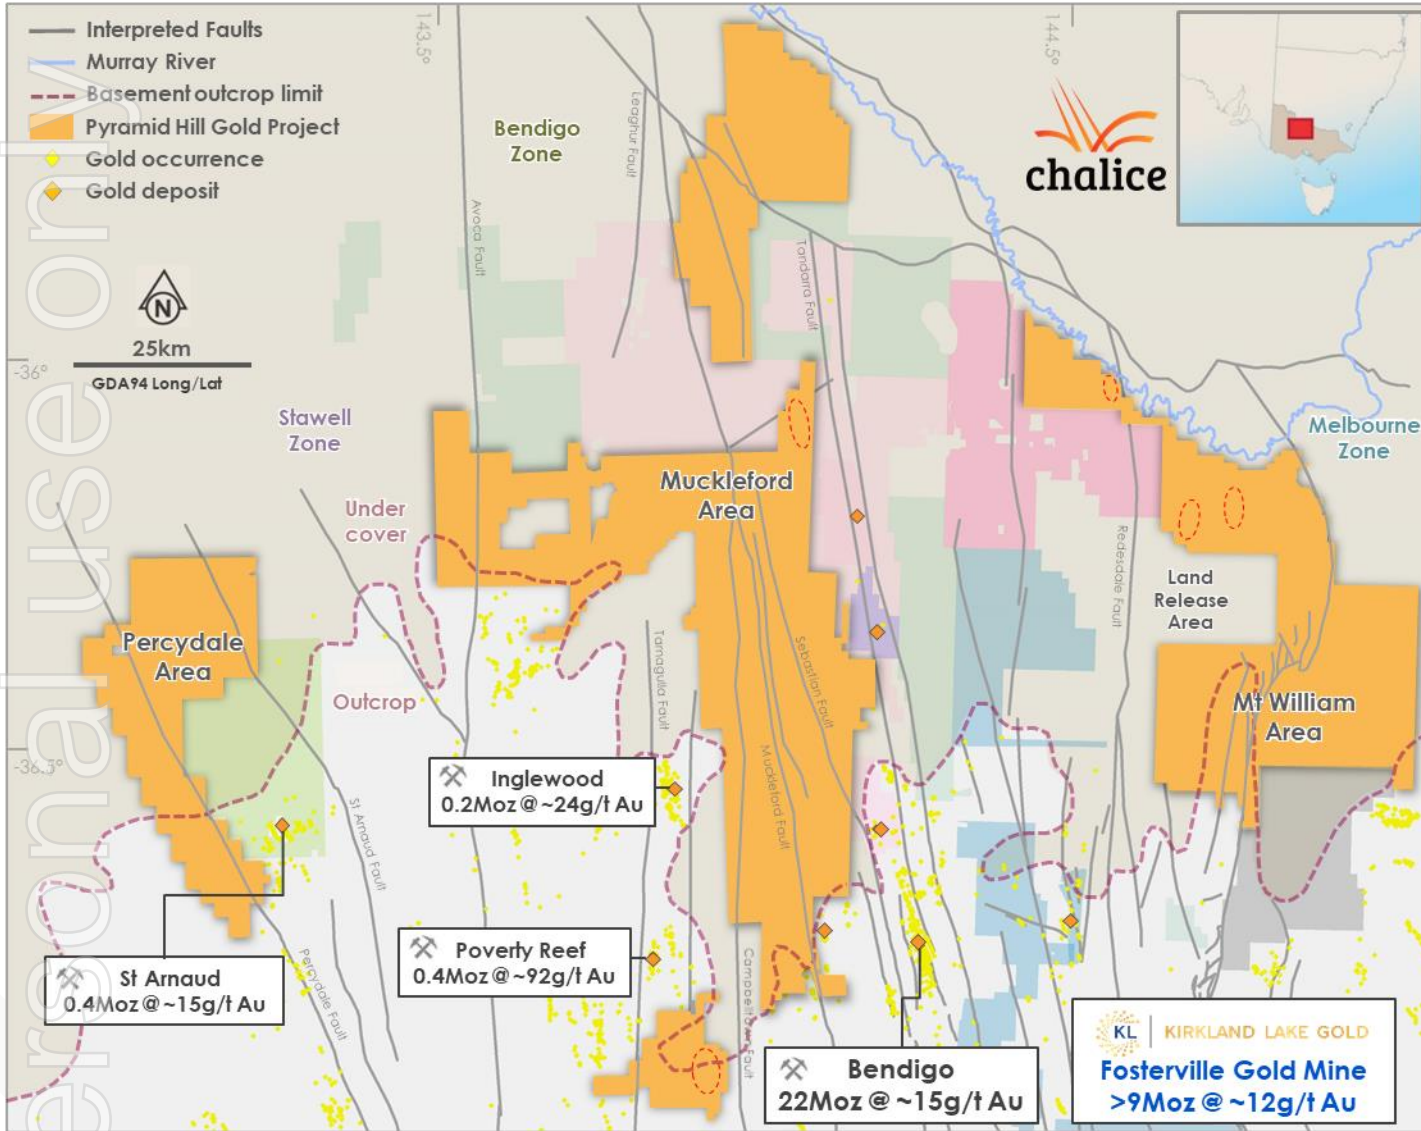 Interpreted Faults
Murray River
Basement outcrop limit
Pyramid Hill Gold Project
Gold occurrence
Gold deposit
143.5°
144.5°
chalice
Bendigo
Zone
Leaghur Fault
Avoca Fault
Tandarra Fault
N
25km
GDA94 Long/Lat
-36°
Stawell
Zone
Melbourne
Zone
Muckleford
Area
Under
cover
Redesdale Fault
Land
Release
Area
Percydale
Area
Tarnagulla Fault
Sebastian Fault
Outcrop
Mt William
Area
-36.5°
Inglewood
0.2Moz @ ~24g/t Au
Muckleford Fault
St Arnaud Fault
Poverty Reef
0.4Moz @ ~92g/t Au
St Arnaud
0.4Moz @ ~15g/t Au
Percydale Fault
Campbelltown Fault
Bendigo
22Moz @ ~15g/t Au
KL
KIRKLAND LAKE GOLD
Fosterville Gold Mine
>9Moz @ ~12g/t Au
ersonal use only